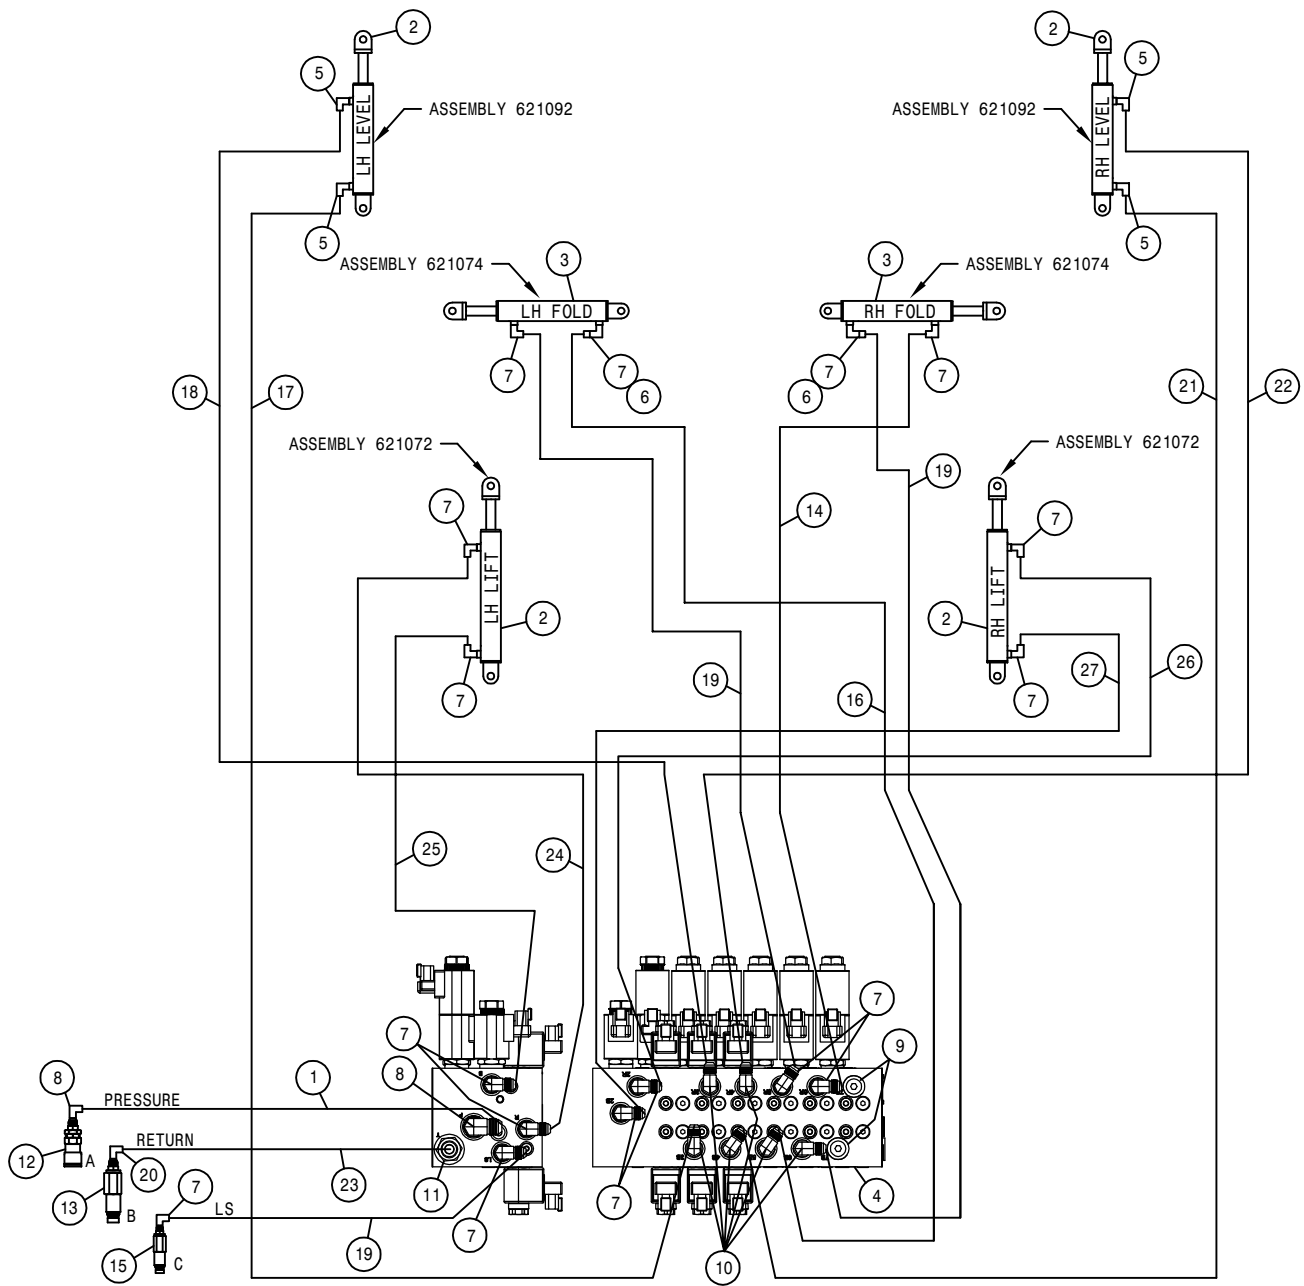 2
2
5
5
ASSEMBLY 621092
ASSEMBLY 621092
LH LEVEL
RH LEVEL
5
5
ASSEMBLY 621074
3
3
ASSEMBLY 621074
LH FOLD
RH FOLD
7
7
6
7
6
7
18
17
21
22
ASSEMBLY 621072
ASSEMBLY 621072
19
7
14
7
LH LIFT
RH LIFT
2
2
7
19
16
7
27
26
25
24
7
7
9
8
1
8
PRESSURE
RETURN
12
A
20
23
11
13
B
7
LS
7
7
4
15
C
19
10